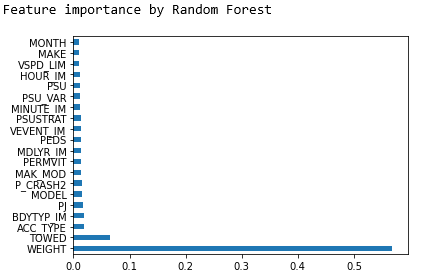 Feature importance by Random Forest
MONTH
MAKE
VSPD_LIM
HOUR_IM
PSU
PSU_VAR
MINUTE_IM
PSUSTRAT
VEVENT_IM
PEDS
MDLYR_IM
PERMVIT
MAK_MOD
P_CRASH2
MODEL
PJ
BDYTYP_IM
ACC_TYPE
TOWED
WEIGHT
0.0 0.1 0.2 0.3 0.4 0.5